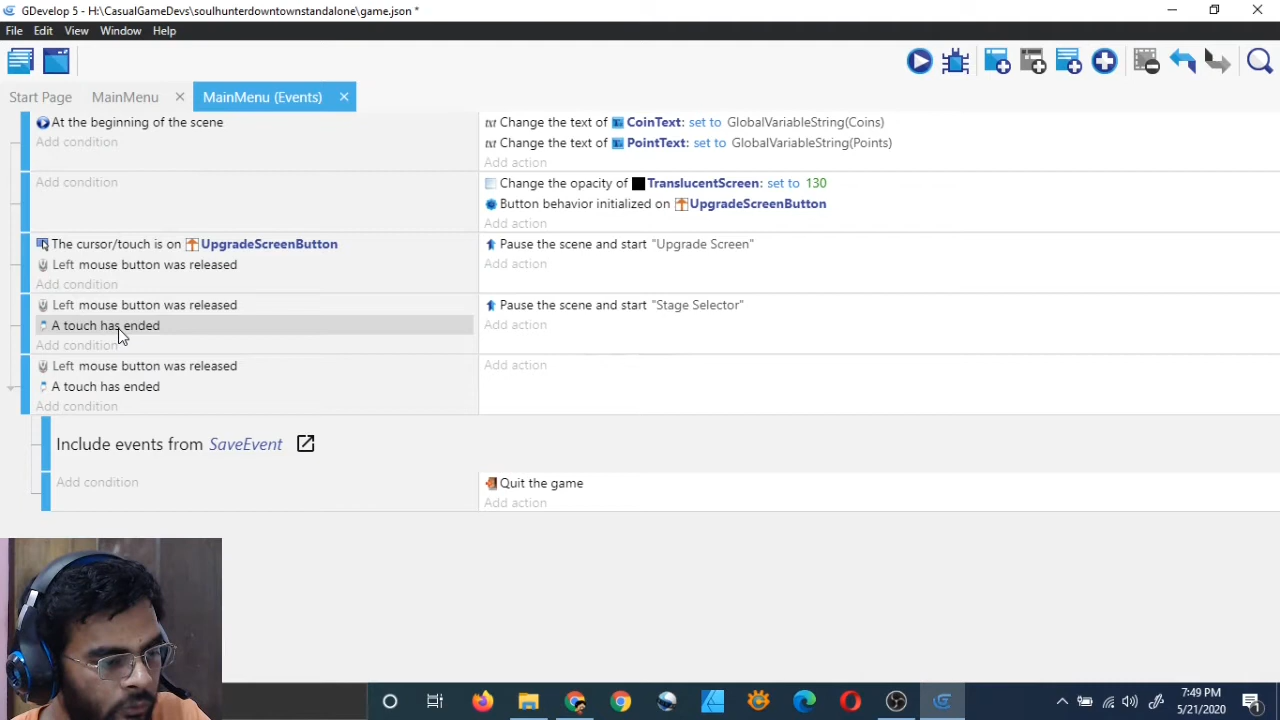 GDevelop 5 - H:\CasualGameDevs\soulhunterdowntownstandalone\game.json *
File Edit View Window Help
Start Page MainMenu × MainMenu (Events) ×
At the beginning of the scene
Add condition
Change the text of CoinText: set to GlobalVariableString(Coins)
Change the text of PointText: set to GlobalVariableString(Points)
Add action
Add condition
Change the opacity of TranslucentScreen: set to 130
Button behavior initialized on UpgradeScreenButton
Add action
The cursor/touch is on UpgradeScreenButton
Left mouse button was released
Add condition
Pause the scene and start "Upgrade Screen"
Add action
Left mouse button was released
A touch has ended
Add condition
Pause the scene and start "Stage Selector"
Add action
Left mouse button was released
A touch has ended
Add condition
Add action
Include events from SaveEvent
Add condition
Quit the game
Add action
7:49 PM
5/21/2020
1